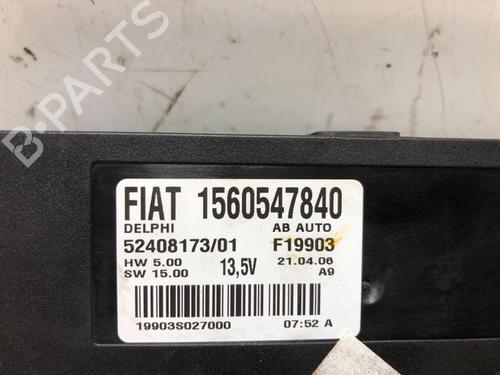 FIAT 1560547840
DELPHI AB AUTO
52408173/01 F19903
HW 5.00 21.04.06
SW 15.00 13,5V A9
19903S027000 07:52 A
B-PARTS